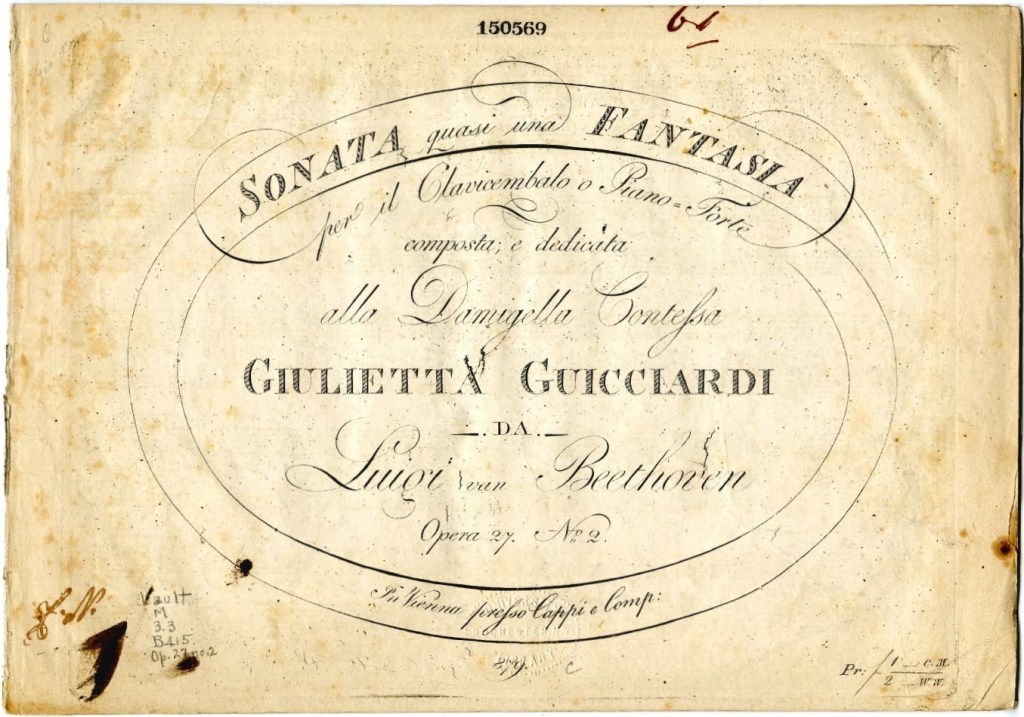 150569
SONATA quasi una FANTASIA
per il Clavicembalo o Piano=Forte
composta, e dedicata
alla Damigella Contessa
GIULIETTA GUICCIARDI
DA
Luigi van Beethoven
Opera 27. No. 2.
In Vienna presso Cappi e Comp:
Vault
M
3.3
B415
Op.27 no.2
879.
c
Pr: f 1 — c.M.
2 — W.W.